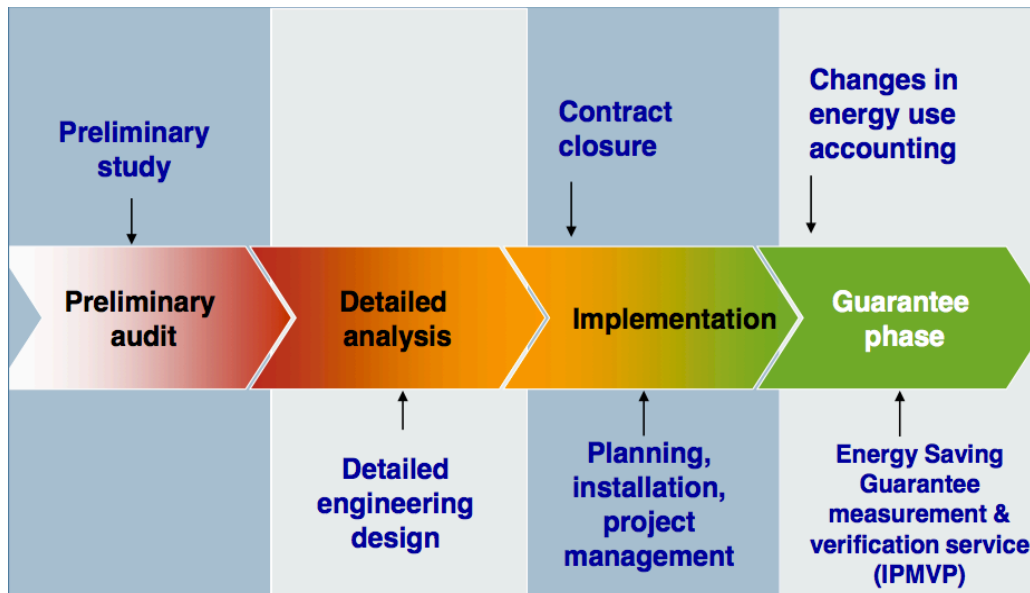 Preliminary
study
Contract
closure
Changes in
energy use
accounting
Preliminary
audit
Detailed
analysis
Implementation
Guarantee
phase
Detailed
engineering
design
Planning,
installation,
project
management
Energy Saving
Guarantee
measurement &
verification service
(IPMVP)